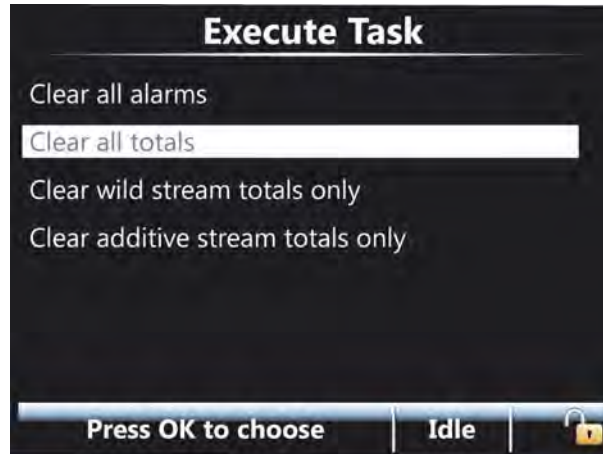 Execute Task
Clear all alarms
Clear all totals
Clear wild stream totals only
Clear additive stream totals only
Press OK to choose
Idle